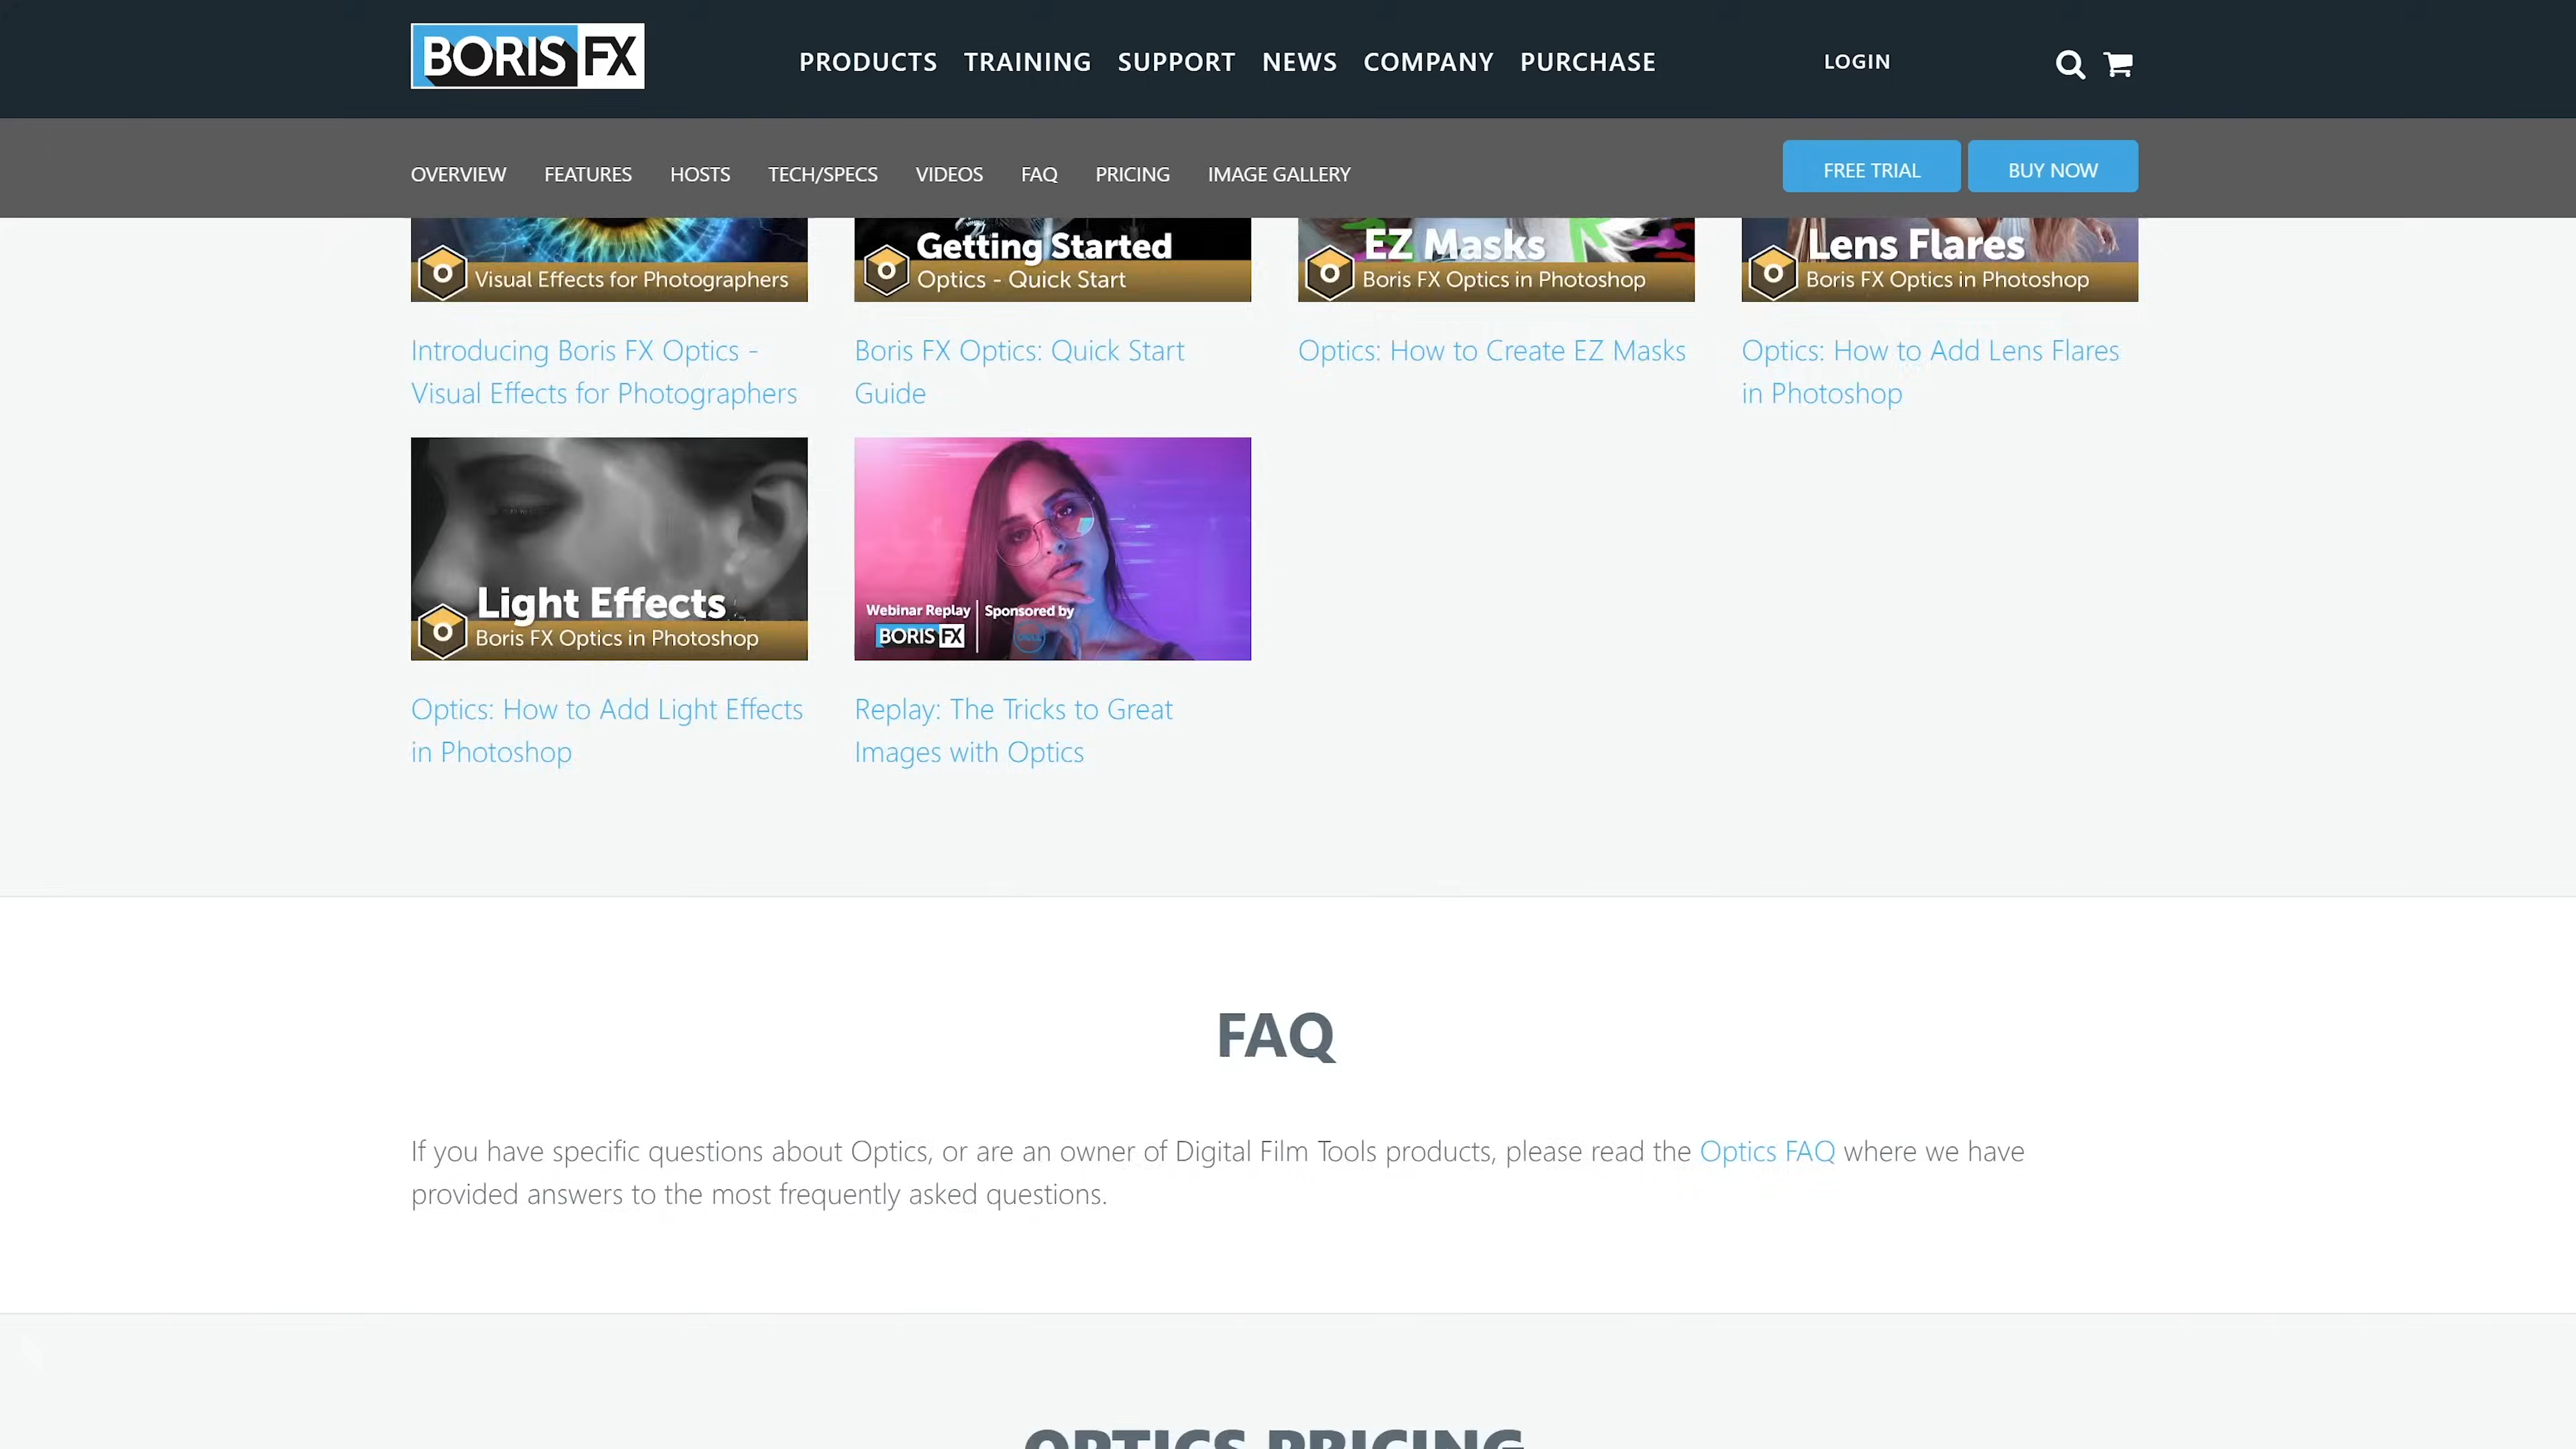 BORIS FX
PRODUCTS TRAINING SUPPORT NEWS COMPANY PURCHASE
LOGIN
OVERVIEW FEATURES HOSTS TECH/SPECS VIDEOS FAQ PRICING IMAGE GALLERY
FREE TRIAL
BUY NOW
Visual Effects for Photographers
Introducing Boris FX Optics -
Visual Effects for Photographers
Getting Started
Optics - Quick Start
Boris FX Optics: Quick Start
Guide
EZ Masks
Boris FX Optics in Photoshop
Optics: How to Create EZ Masks
Lens Flares
Boris FX Optics in Photoshop
Optics: How to Add Lens Flares
in Photoshop
Light Effects
Boris FX Optics in Photoshop
Optics: How to Add Light Effects
in Photoshop
Webinar Replay
BORIS FX
Sponsored by
DELL
Replay: The Tricks to Great
Images with Optics
FAQ
If you have specific questions about Optics, or are an owner of Digital Film Tools products, please read the Optics FAQ where we have
provided answers to the most frequently asked questions.
OPTICS PRICING